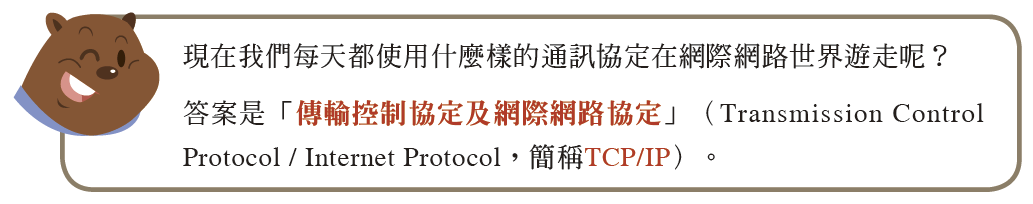 現在我們每天都使用什麼樣的通訊協定在網際網路世界遊走呢？
答案是「傳輸控制協定及網際網路協定」（Transmission Control
Protocol / Internet Protocol，簡稱TCP/IP）。